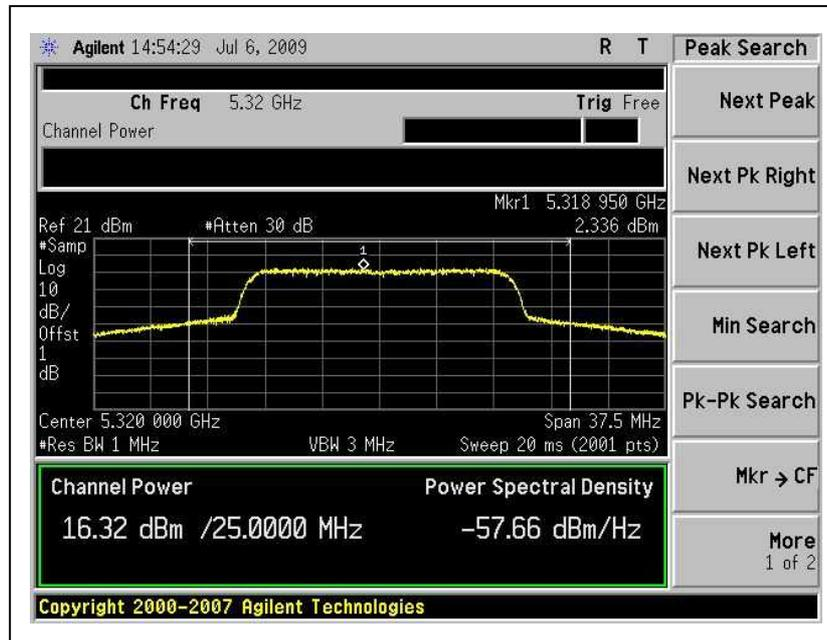 Agilent 14:54:29 Jul 6, 2009 R T
Peak Search
Ch Freq 5.32 GHz Trig Free
Channel Power
Next Peak
Next Pk Right
Next Pk Left
Min Search
Pk-Pk Search
Mkr → CF
More
1 of 2
Mkr1 5.318 950 GHz
Ref 21 dBm #Atten 30 dB 2.336 dBm
#Samp
Log
10
dB/
Offst
1
dB
1
Center 5.320 000 GHz Span 37.5 MHz
#Res BW 1 MHz VBW 3 MHz Sweep 20 ms (2001 pts)
Channel Power Power Spectral Density
16.32 dBm /25.0000 MHz -57.66 dBm/Hz
Copyright 2000-2007 Agilent Technologies